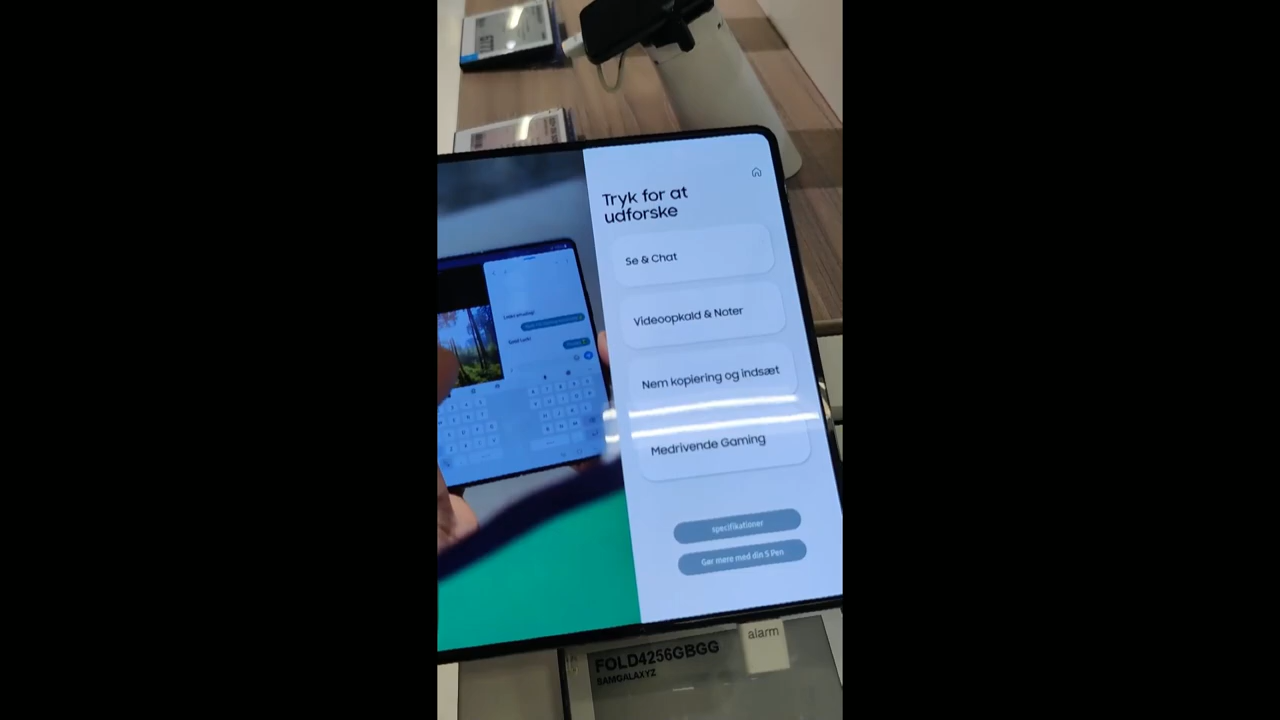 Tryk for at
udforske
Se & Chat
Videoopkald & Noter
Nem kopiering og indsæt
Medrivende Gaming
specifikationer
Gør mere med din S Pen
alarm
FOLD4256GBGG
SAMGALAXYZ